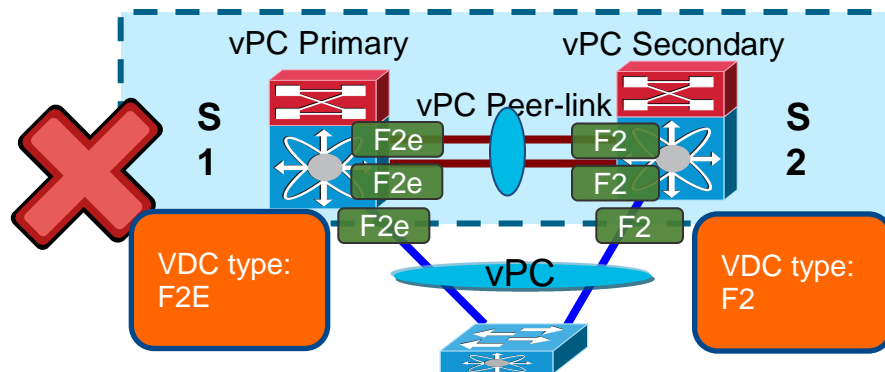 vPC Primary
vPC Secondary
vPC Peer-link
S
1
S
2
F2e
F2
F2e
F2
F2e
F2
VDC type:
F2E
vPC
VDC type:
F2